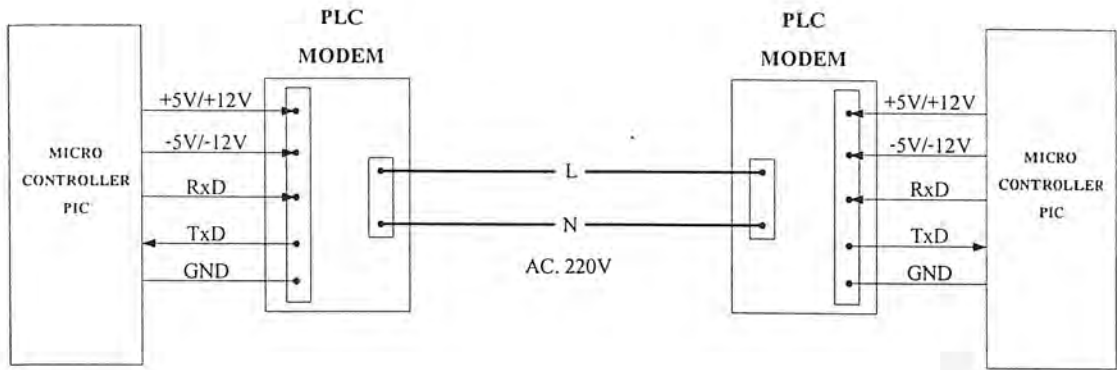 PLC
MODEM
MICRO
CONTROLLER
PIC
+5V/+12V
-5V/-12V
RxD
TxD
GND
L
N
AC. 220V
PLC
MODEM
+5V/+12V
-5V/-12V
RxD
TxD
GND
MICRO
CONTROLLER
PIC